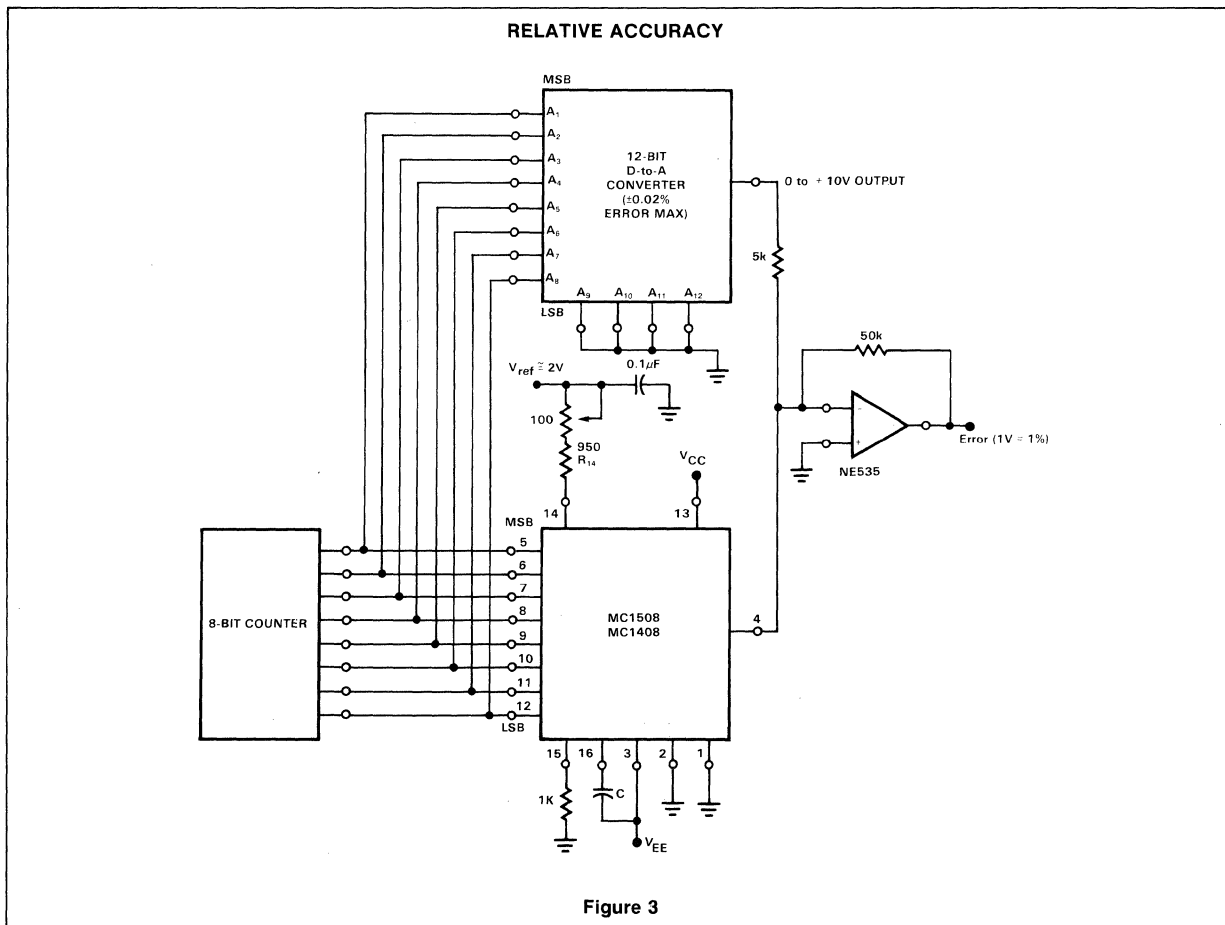 RELATIVE ACCURACY
MSB
A1
A2
A3
A4
A5
A6
A7
A8
A9 A10 A11 A12
LSB
12-BIT
D-to-A
CONVERTER
(±0.02%
ERROR MAX)
0 to + 10V OUTPUT
5k
50k
Vref ≅ 2V
0.1µF
100
950
R14
VCC
14
13
-
+
NE535
Error (1V = 1%)
8-BIT COUNTER
MSB
5
6
7
8
9
10
11
12
LSB
MC1508
MC1408
4
15 16 3 2 1
1K
C
VEE
Figure 3